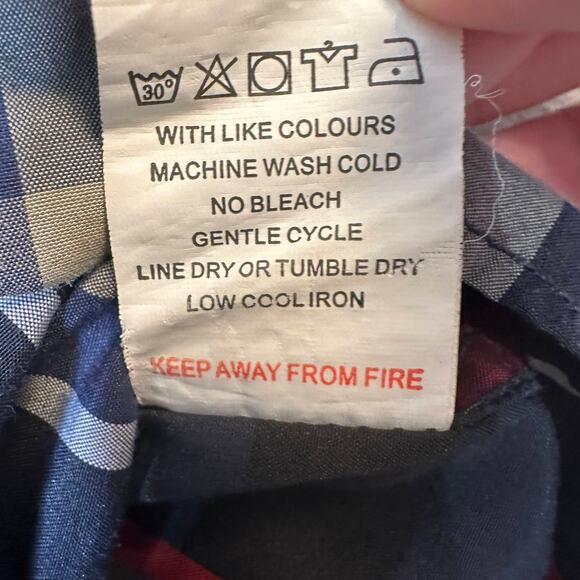 30°
WITH LIKE COLOURS
MACHINE WASH COLD
NO BLEACH
GENTLE CYCLE
LINE DRY OR TUMBLE DRY
LOW COOL IRON
KEEP AWAY FROM FIRE